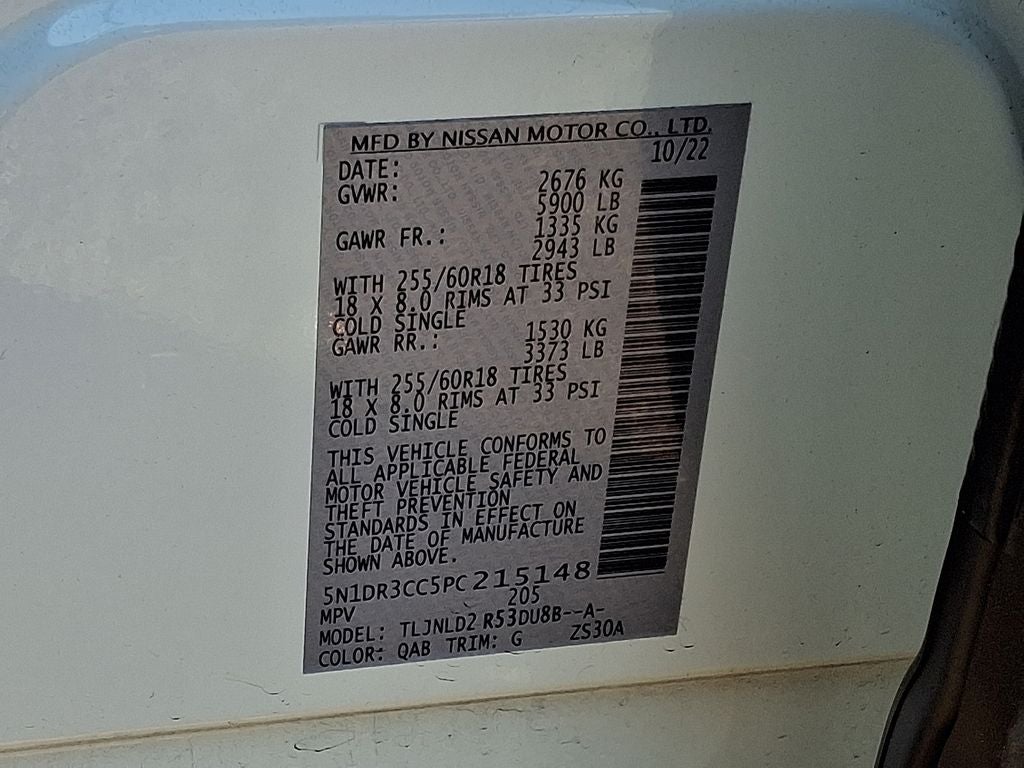 MFD BY NISSAN MOTOR CO., LTD.
DATE: 10/22
GVWR: 2676 KG
5900 LB
GAWR FR.: 1335 KG
2943 LB
WITH 255/60R18 TIRES
18 X 8.0 RIMS AT 33 PSI
COLD SINGLE
GAWR RR.: 1530 KG
3373 LB
WITH 255/60R18 TIRES
18 X 8.0 RIMS AT 33 PSI
COLD SINGLE
THIS VEHICLE CONFORMS TO
ALL APPLICABLE FEDERAL
MOTOR VEHICLE SAFETY AND
THEFT PREVENTION
STANDARDS IN EFFECT ON
THE DATE OF MANUFACTURE
SHOWN ABOVE.
5N1DR3CC5PC215148
MPV 205
MODEL: TLJNLD2 R53DU8B--A-
COLOR: QAB TRIM: G ZS30A